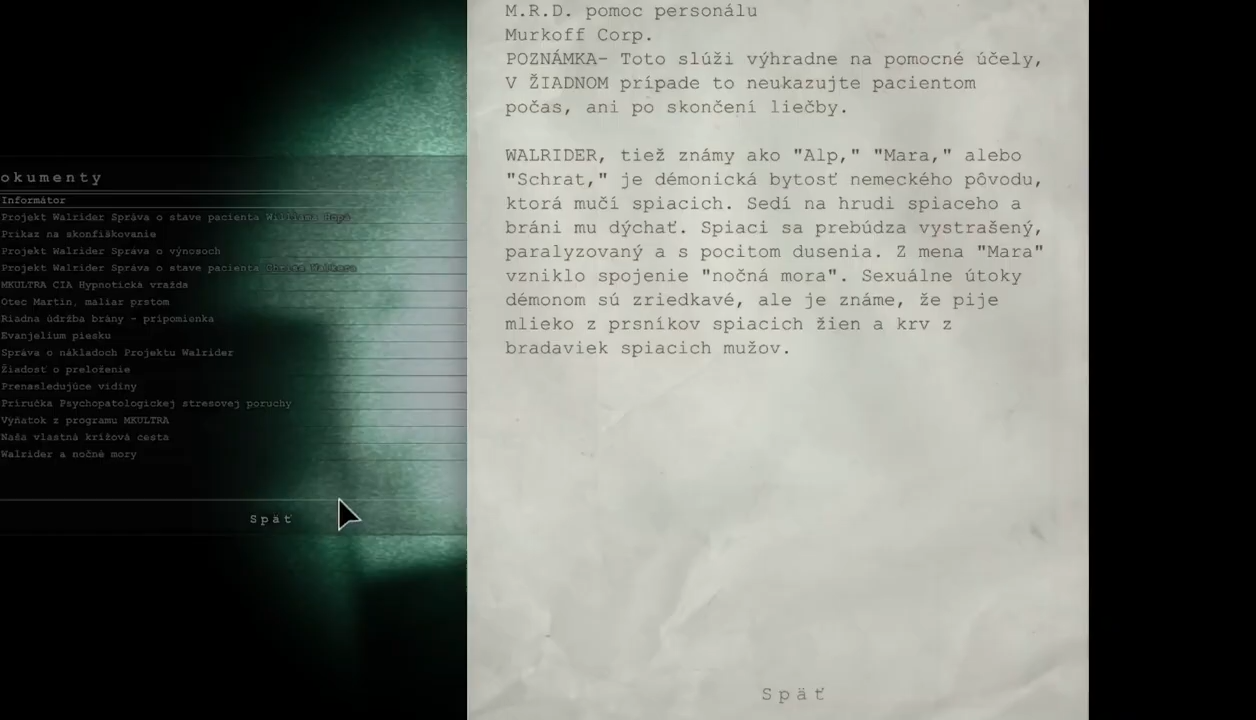 okumenty
Informátor
Projekt Walrider Správa o stave pacienta Williama Hopa
Príkaz na skonfiškovanie
Projekt Walrider Správa o výnosoch
Projekt Walrider Správa o stave pacienta Chrisa Walkera
MKULTRA CIA Hypnotická vražda
Otec Martin, maliar prstom
Riadna údržba brány - pripomienka
Evanjelium piesku
Správa o nákladoch Projektu Walrider
Žiadosť o preloženie
Prenasledujúce vidiny
Príručka Psychopatologickej stresovej poruchy
Výňatok z programu MKULTRA
Naša vlastná krížová cesta
Walrider a nočné mory
Späť
M.R.D. pomoc personálu
Murkoff Corp.
POZNÁMKA- Toto slúži výhradne na pomocné účely,
V ŽIADNOM prípade to neukazujte pacientom
počas, ani po skončení liečby.
WALRIDER, tiež známy ako "Alp," "Mara," alebo
"Schrat," je démonická bytosť nemeckého pôvodu,
ktorá mučí spiacich. Sedí na hrudi spiaceho a
bráni mu dýchať. Spiaci sa prebúdza vystrašený,
paralyzovaný a s pocitom dusenia. Z mena "Mara"
vzniklo spojenie "nočná mora". Sexuálne útoky
démonom sú zriedkavé, ale je známe, že pije
mlieko z prsníkov spiacich žien a krv z
bradaviek spiacich mužov.
Späť